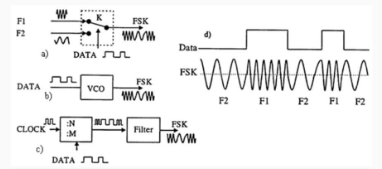 F1
K
FSK
F2
a)
DATA
DATA
VCO
FSK
b)
CLOCK
:N
:M
Filter
FSK
c)
DATA
d)
Data
FSK
F2
F1
F2
F1
F2